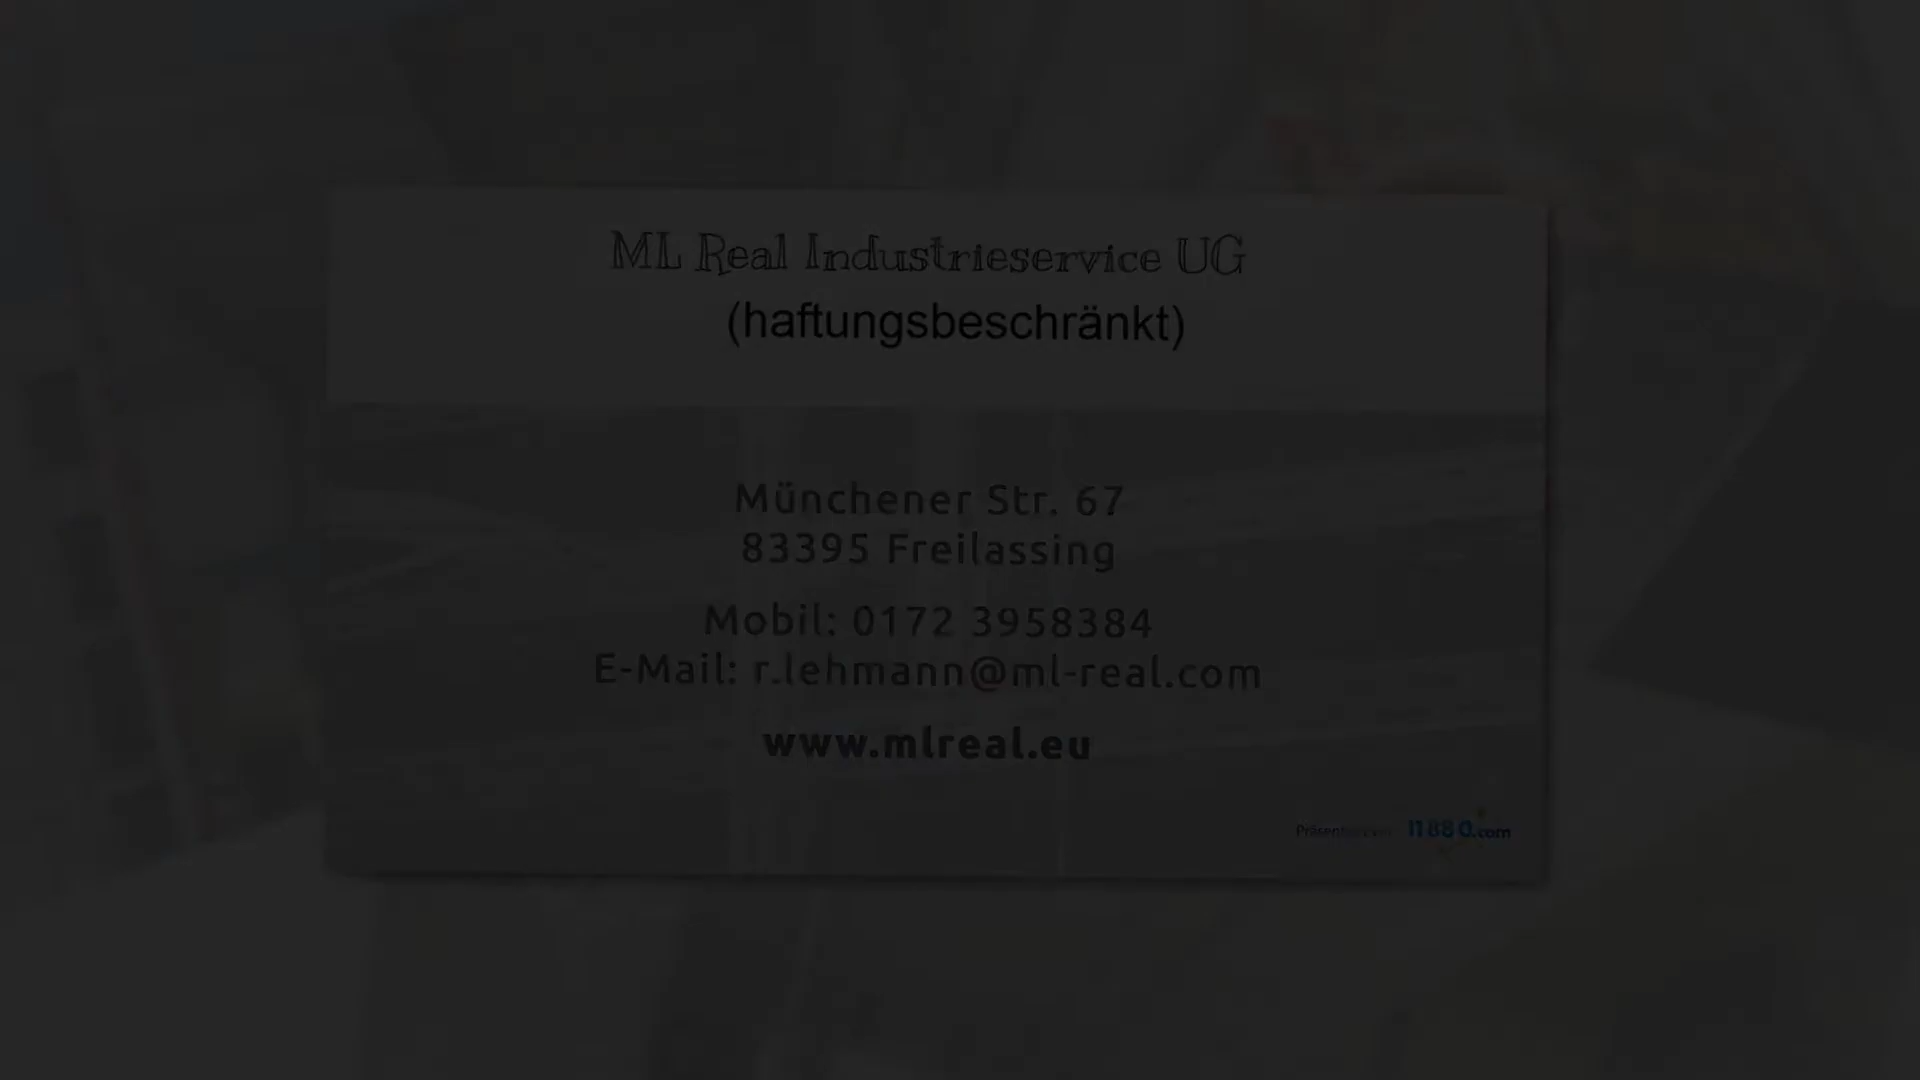 ML Real Industrieservice UG
(haftungsbeschränkt)
Münchener Str. 67
83395 Freilassing
Mobil: 0172 3958384
E-Mail: r.lehmann@ml-real.com
www.mlreal.eu
11880.com